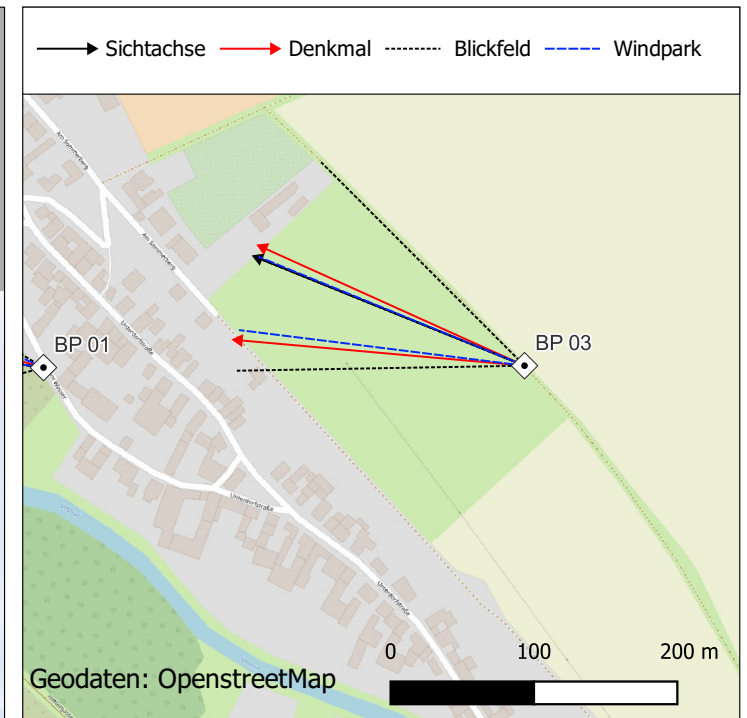 Sichtachse Denkmal Blickfeld Windpark
Am Sommerberg
Am Sommerberg
BP 03
BP 01
Unterdorfstraße
Unterdorfstraße
Unterdorfstraße
0 100 200 m
Geodaten: OpenstreetMap